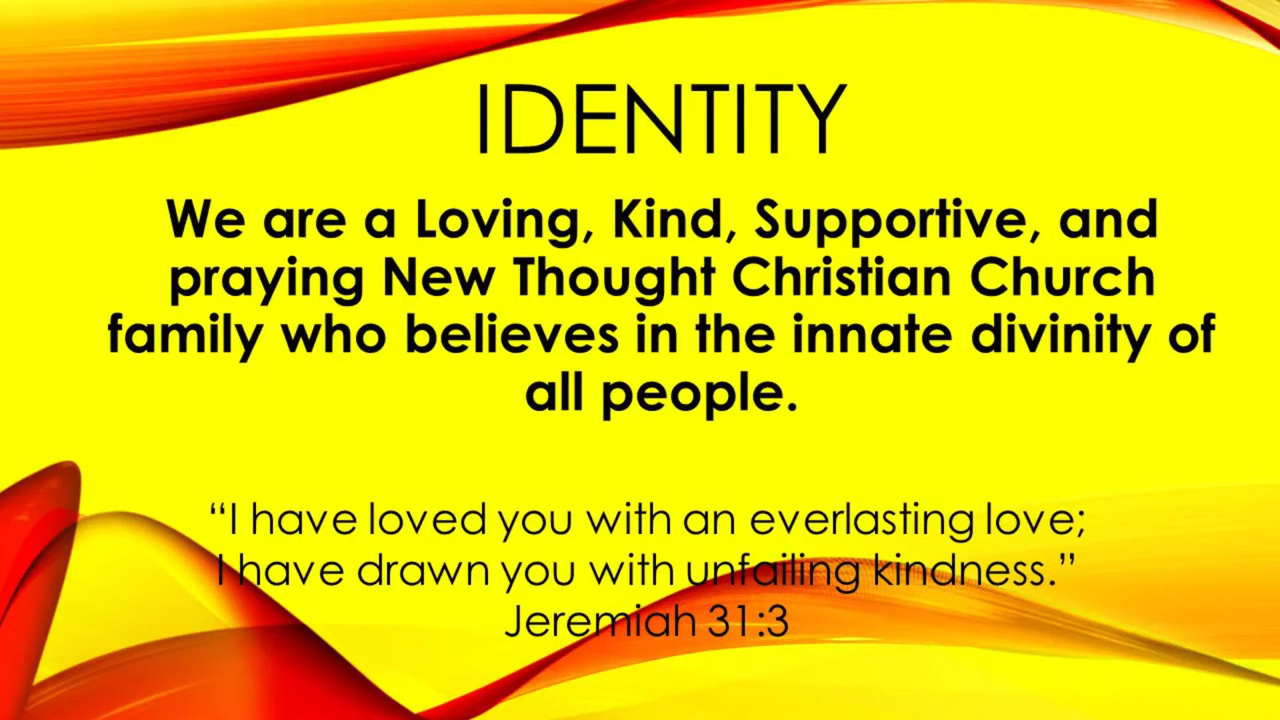 IDENTITY
We are a Loving, Kind, Supportive, and
praying New Thought Christian Church
family who believes in the innate divinity of
all people.
“I have loved you with an everlasting love;
I have drawn you with unfailing kindness.”
Jeremiah 31:3